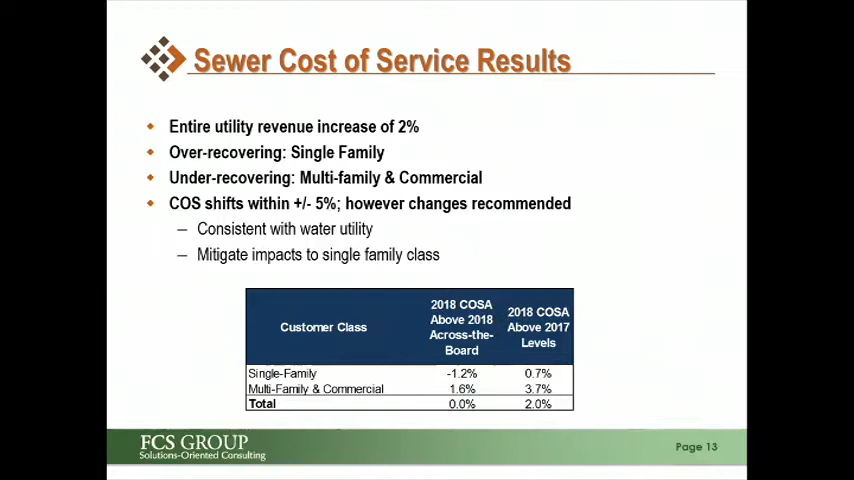 Sewer Cost of Service Results
Entire utility revenue increase of 2%
Over-recovering: Single Family
Under-recovering: Multi-family & Commercial
COS shifts within +/- 5%; however changes recommended
– Consistent with water utility
– Mitigate impacts to single family class
Customer Class
2018 COSA
Above 2018
Across-the-
Board
2018 COSA
Above 2017
Levels
Single-Family -1.2% 0.7%
Multi-Family & Commercial 1.6% 3.7%
Total 0.0% 2.0%
FCS GROUP
Solutions-Oriented Consulting
Page 13